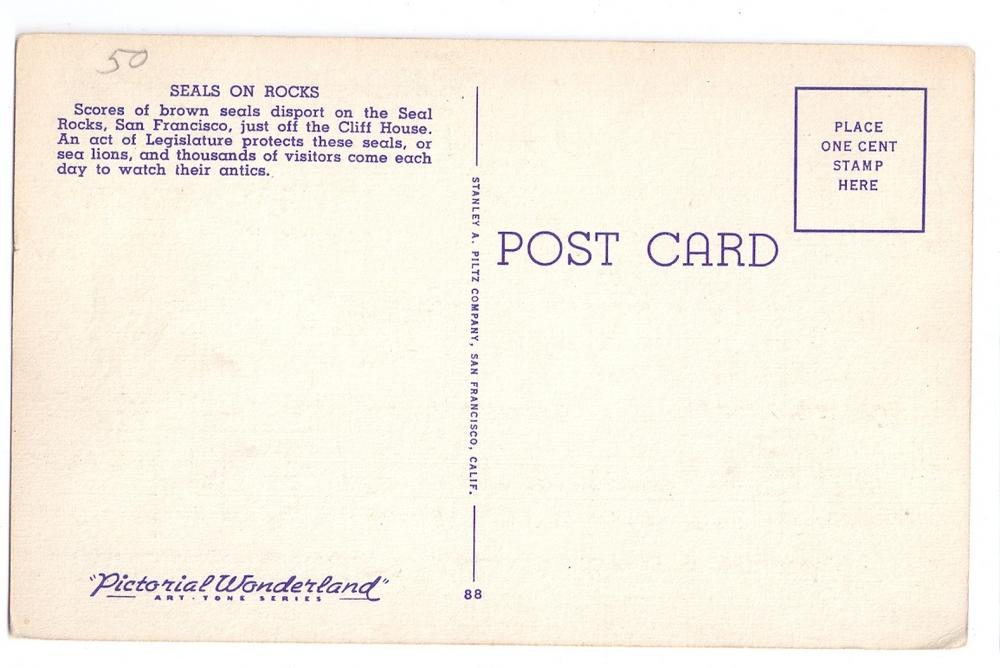 50
SEALS ON ROCKS
Scores of brown seals disport on the Seal
Rocks, San Francisco, just off the Cliff House.
An act of Legislature protects these seals, or
sea lions, and thousands of visitors come each
day to watch their antics.
STANLEY A. PILTZ COMPANY, SAN FRANCISCO, CALIF.
POST CARD
PLACE
ONE CENT
STAMP
HERE
"Pictorial Wonderland"
ART-TONE SERIES
88